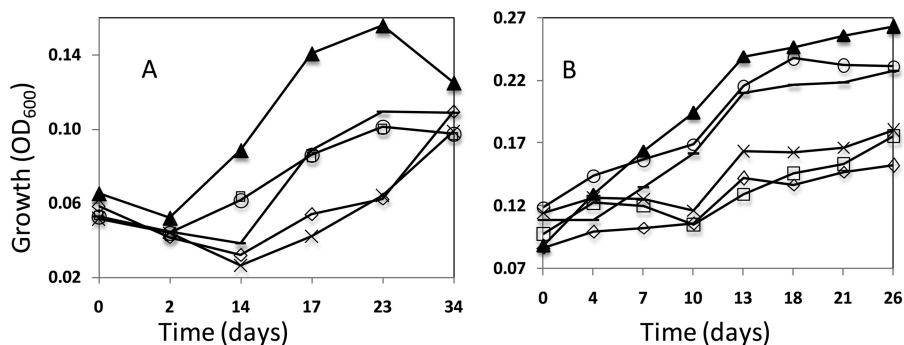 A
B
Growth (OD600)
0.14
0.10
0.06
0.02
0 2 14 17 23 34
Time (days)
0.27
0.22
0.17
0.12
0.07
0 4 7 10 13 18 21 26
Time (days)